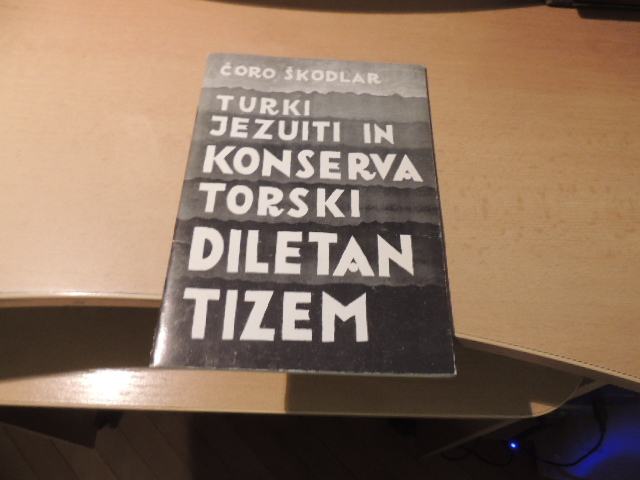 ČORO ŠKODLAR
TURKI
JEZUITI IN
KONSERVA
TORSKI
DILETAN
TIZEM